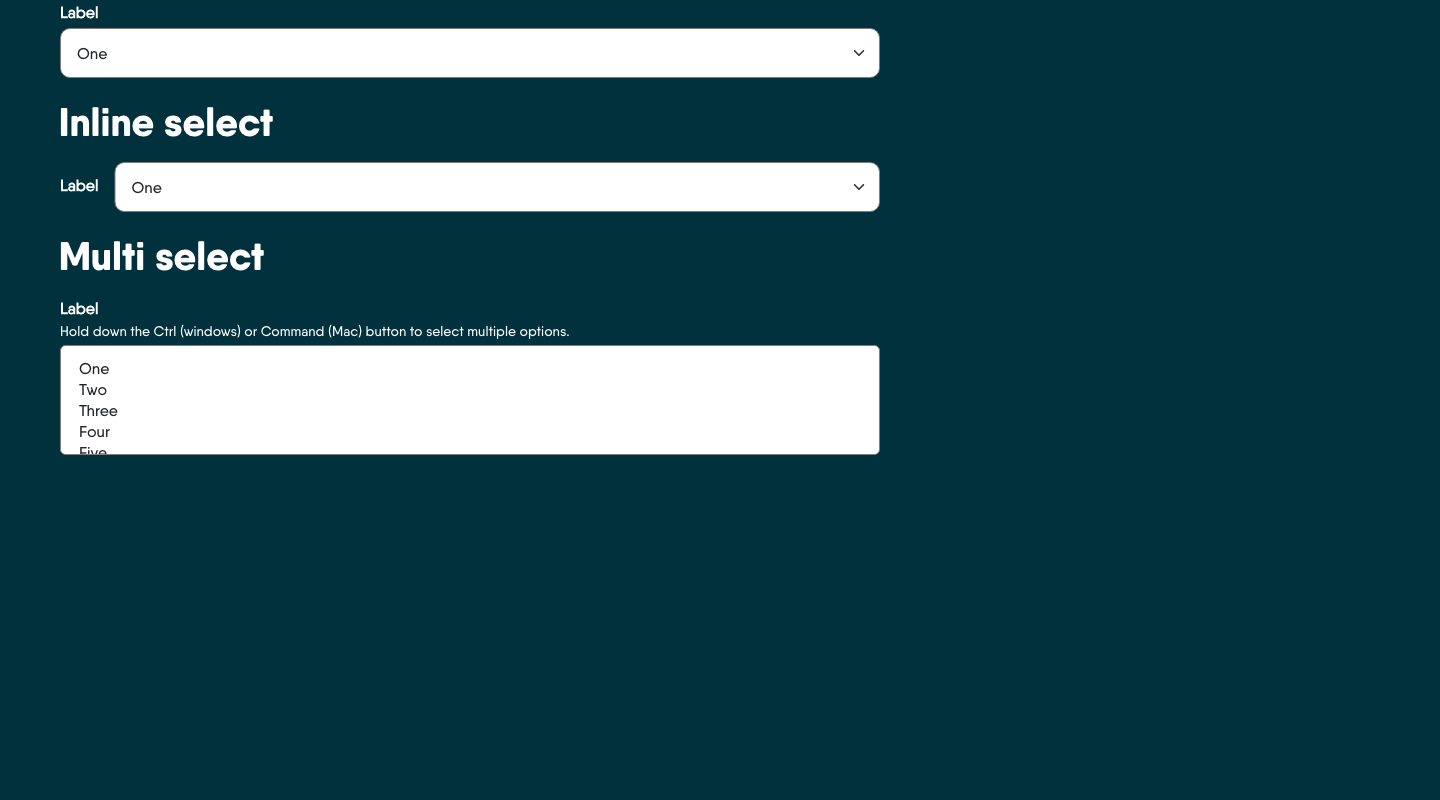 Label
One
Inline select
Label
One
Multi select
Label
Hold down the Ctrl (windows) or Command (Mac) button to select multiple options.
One
Two
Three
Four
Five